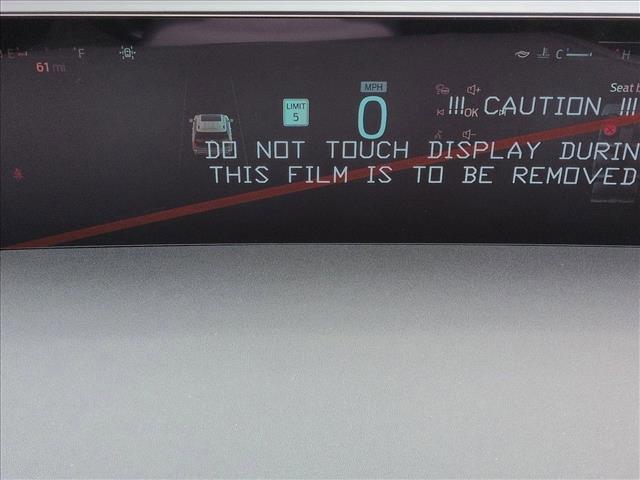 E F C H
61 mi
MPH
Seat b
LIMIT
5
0
!!! CAUTION !!!
OK
DO NOT TOUCH DISPLAY DURIN
THIS FILM IS TO BE REMOVED